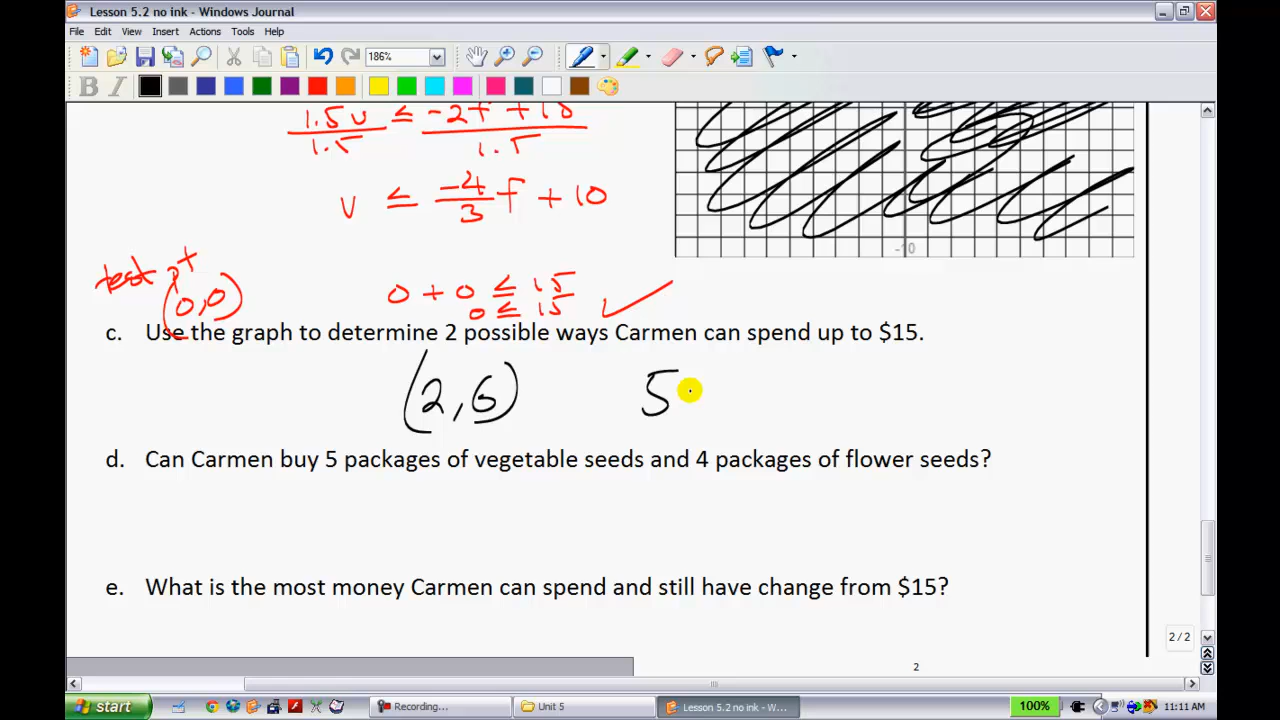 Lesson 5.2 no ink - Windows Journal
File Edit View Insert Actions Tools Help
186%
B I
1.5v ≤ -2f + 15
1.5 1.5
v ≤ -4/3 f + 10
-10
test pt
(0,0)
0 + 0 ≤ 15
0 ≤ 15 ✓
c. Use the graph to determine 2 possible ways Carmen can spend up to $15.
(2,6) 5
d. Can Carmen buy 5 packages of vegetable seeds and 4 packages of flower seeds?
e. What is the most money Carmen can spend and still have change from $15?
2/2
2
start Recording... Unit 5 Lesson 5.2 no ink - W... 100% 11:11 AM